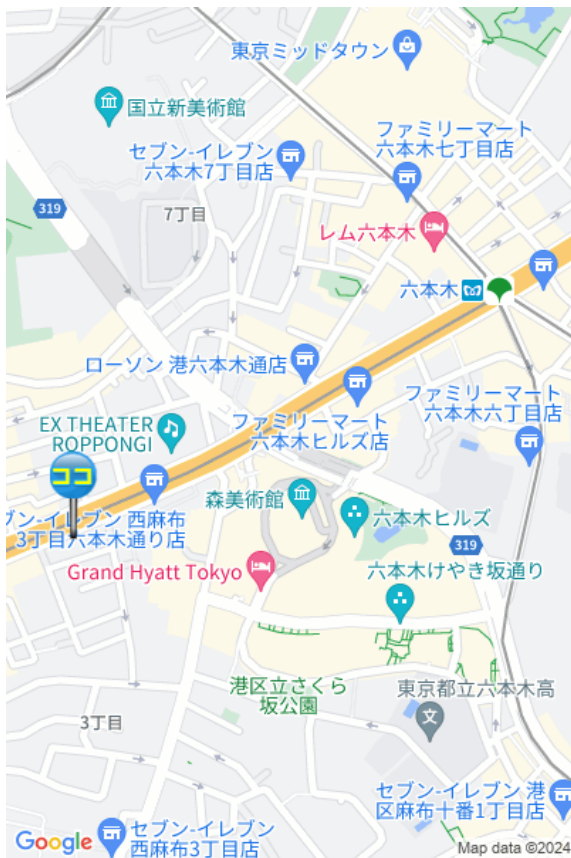 東京ミッドタウン
国立新美術館
ファミリーマート
六本木七丁目店
セブン-イレブン
六本木7丁目店
319
7丁目
レム六本木
六本木
ローソン 港六本木通店
ファミリーマート
六本木六丁目店
EX THEATER
ROPPONGI
ファミリーマート
六本木ヒルズ店
ココ
森美術館
ブン-イレブン 西麻布
3丁目六本木通り店
六本木ヒルズ
319
Grand Hyatt Tokyo
六本木けやき坂通り
港区立さくら
坂公園
東京都立六本木高
文
3丁目
セブン-イレブン 港
区麻布十番1丁目店
セブン-イレブン
西麻布3丁目店
Google
Map data ©2024